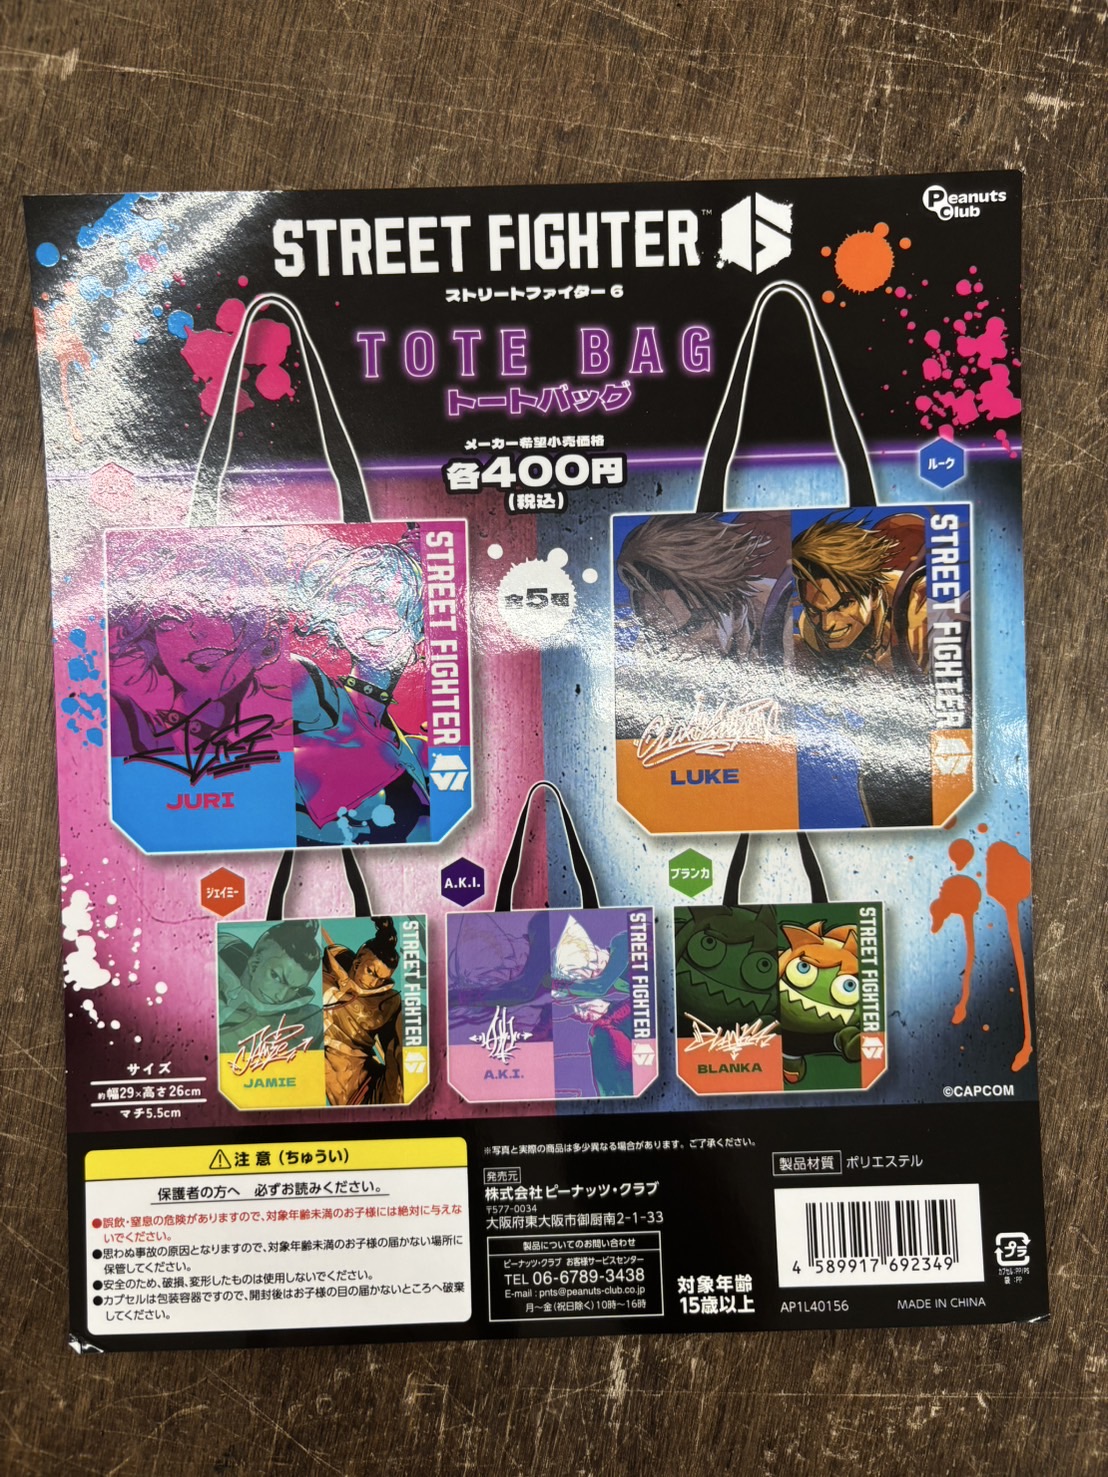 Peanuts Club
STREET FIGHTER™ 6
ストリートファイター6
TOTE BAG
トートバッグ
メーカー希望小売価格
各400円
(税込)
ルーク
全5種
STREET FIGHTER 6
JURI
STREET FIGHTER 6
LUKE
ジェイミー
A.K.I.
ブランカ
STREET FIGHTER 6
JAMIE
STREET FIGHTER 6
A.K.I.
STREET FIGHTER 6
BLANKA
サイズ
約幅29×高さ26cm
マチ5.5cm
©CAPCOM
⚠注意(ちゅうい)
保護者の方へ 必ずお読みください。
●誤飲・窒息の危険がありますので、対象年齢未満のお子様には絶対に与えな
いでください。
●思わぬ事故の原因となりますので、対象年齢未満のお子様の届かない場所に
保管してください。
●安全のため、破損、変形したものは使用しないでください。
●カプセルは包装容器ですので、開封後はお子様の目の届かないところへ破棄
してください。
※写真と実際の商品は多少異なる場合があります。ご了承ください。
発売元
株式会社ピーナッツ・クラブ
〒577-0034
大阪府東大阪市御厨南2-1-33
製品についてのお問い合わせ
ピーナッツ・クラブ お客様サービスセンター
TEL 06-6789-3438
E-mail : pnts@peanuts-club.co.jp
月〜金(祝日除く)10時〜16時
対象年齢
15歳以上
製品材質 ポリエステル
4 589917 692349
プラ
カプセル:PP/PS
袋:PP
AP1L40156 MADE IN CHINA